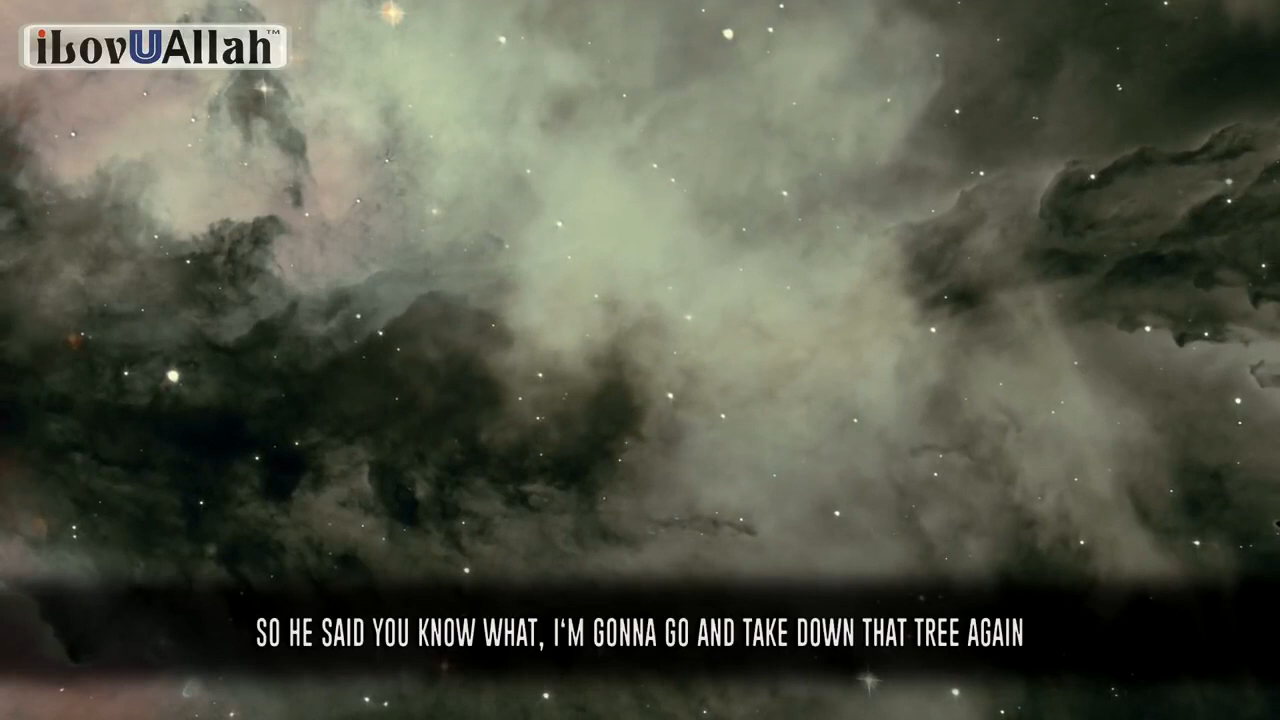 iLovUAllah™
SO HE SAID YOU KNOW WHAT, I'M GONNA GO AND TAKE DOWN THAT TREE AGAIN